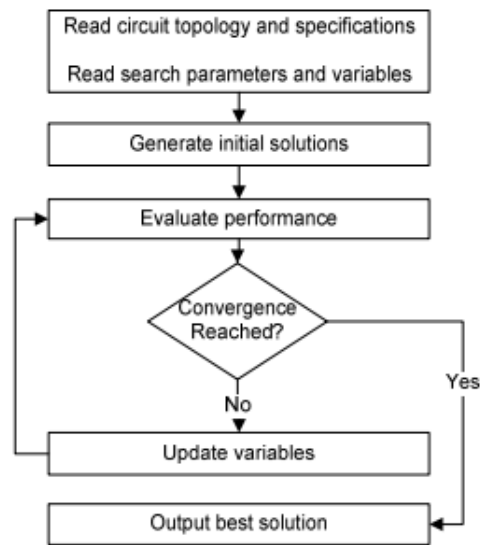 Read circuit topology and specifications
Read search parameters and variables
Generate initial solutions
Evaluate performance
Convergence
Reached?
Yes
No
Update variables
Output best solution